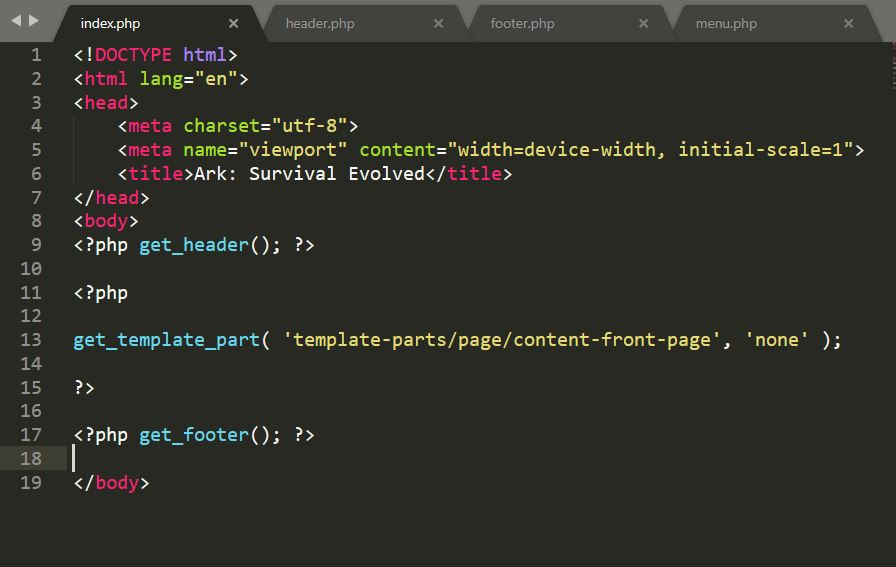 index.php × header.php × footer.php × menu.php ×
1 <!DOCTYPE html>
2 <html lang="en">
3 <head>
4 <meta charset="utf-8">
5 <meta name="viewport" content="width=device-width, initial-scale=1">
6 <title>Ark: Survival Evolved</title>
7 </head>
8 <body>
9 <?php get_header(); ?>
10
11 <?php
12
13 get_template_part( 'template-parts/page/content-front-page', 'none' );
14
15 ?>
16
17 <?php get_footer(); ?>
18
19 </body>